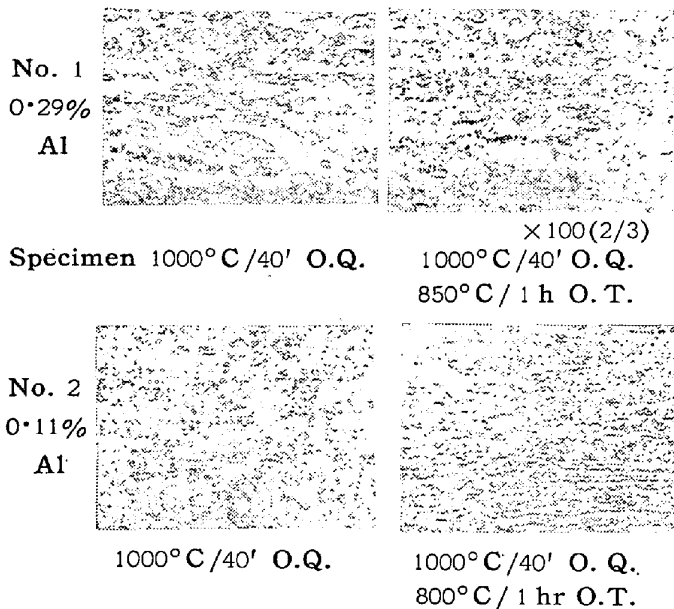 No. 1
0·29%
Al
×100(2/3)
Specimen 1000°C/40' O.Q.
1000°C/40' O.Q.
850°C/ 1 h O.T.
No. 2
0·11%
Al
1000°C/40' O.Q.
1000°C/40' O. Q.
800°C/ 1 hr O.T.